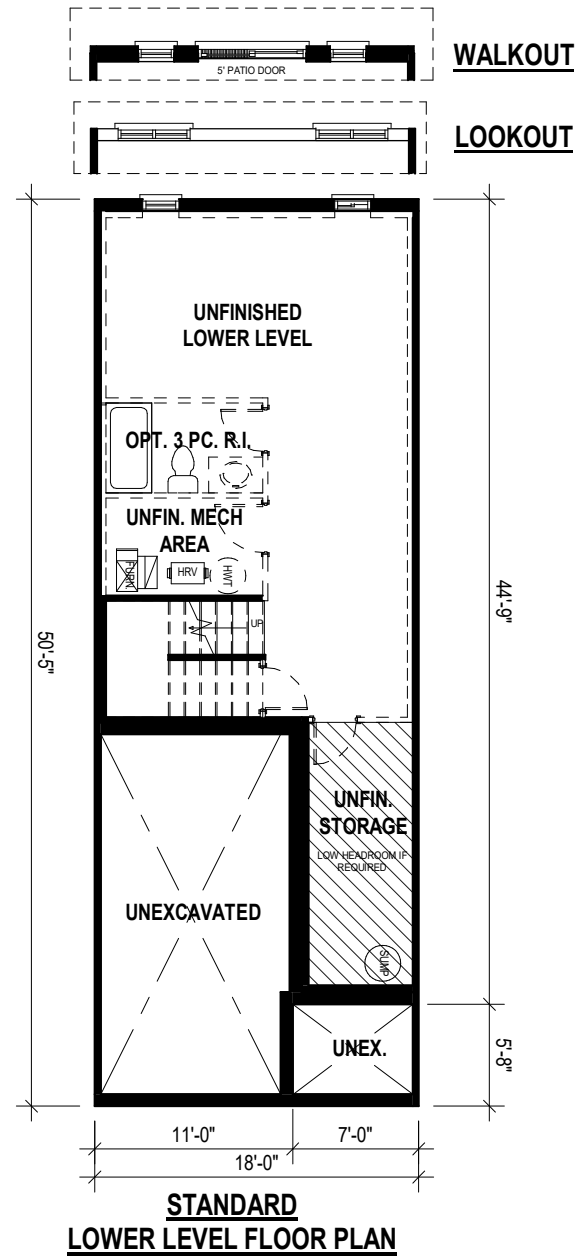 WALKOUT
5' PATIO DOOR
LOOKOUT
UNFINISHED
LOWER LEVEL
OPT. 3 PC. R.I.
UNFIN. MECH
AREA
FURN
HRV
HWT
UP
50'-5"
44'-9"
UNFIN.
STORAGE
LOW HEADROOM IF
REQUIRED
UNEXCAVATED
SUMP
UNEX.
5'-8"
11'-0"
7'-0"
18'-0"
STANDARD
LOWER LEVEL FLOOR PLAN